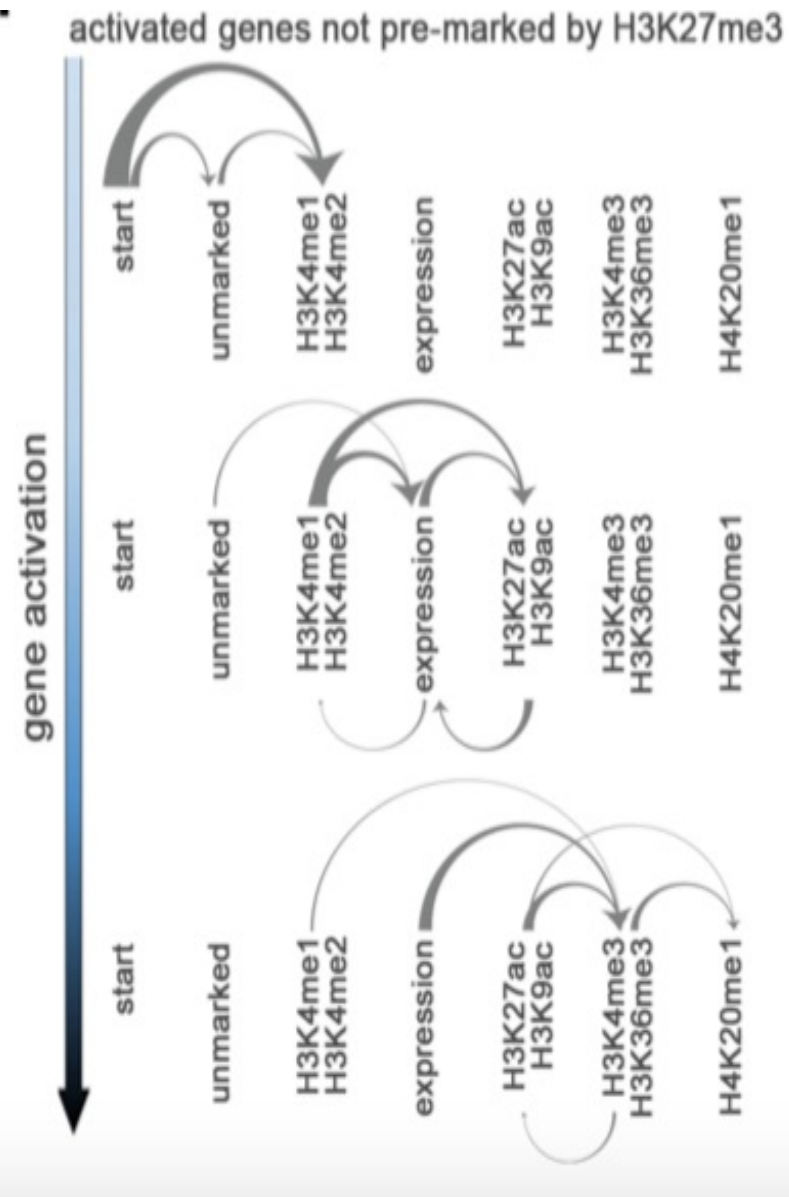 activated genes not pre-marked by H3K27me3
gene activation
start
unmarked
H3K4me1
H3K4me2
expression
H3K27ac
H3K9ac
H3K4me3
H3K36me3
H4K20me1
start
unmarked
H3K4me1
H3K4me2
expression
H3K27ac
H3K9ac
H3K4me3
H3K36me3
H4K20me1
start
unmarked
H3K4me1
H3K4me2
expression
H3K27ac
H3K9ac
H3K4me3
H3K36me3
H4K20me1